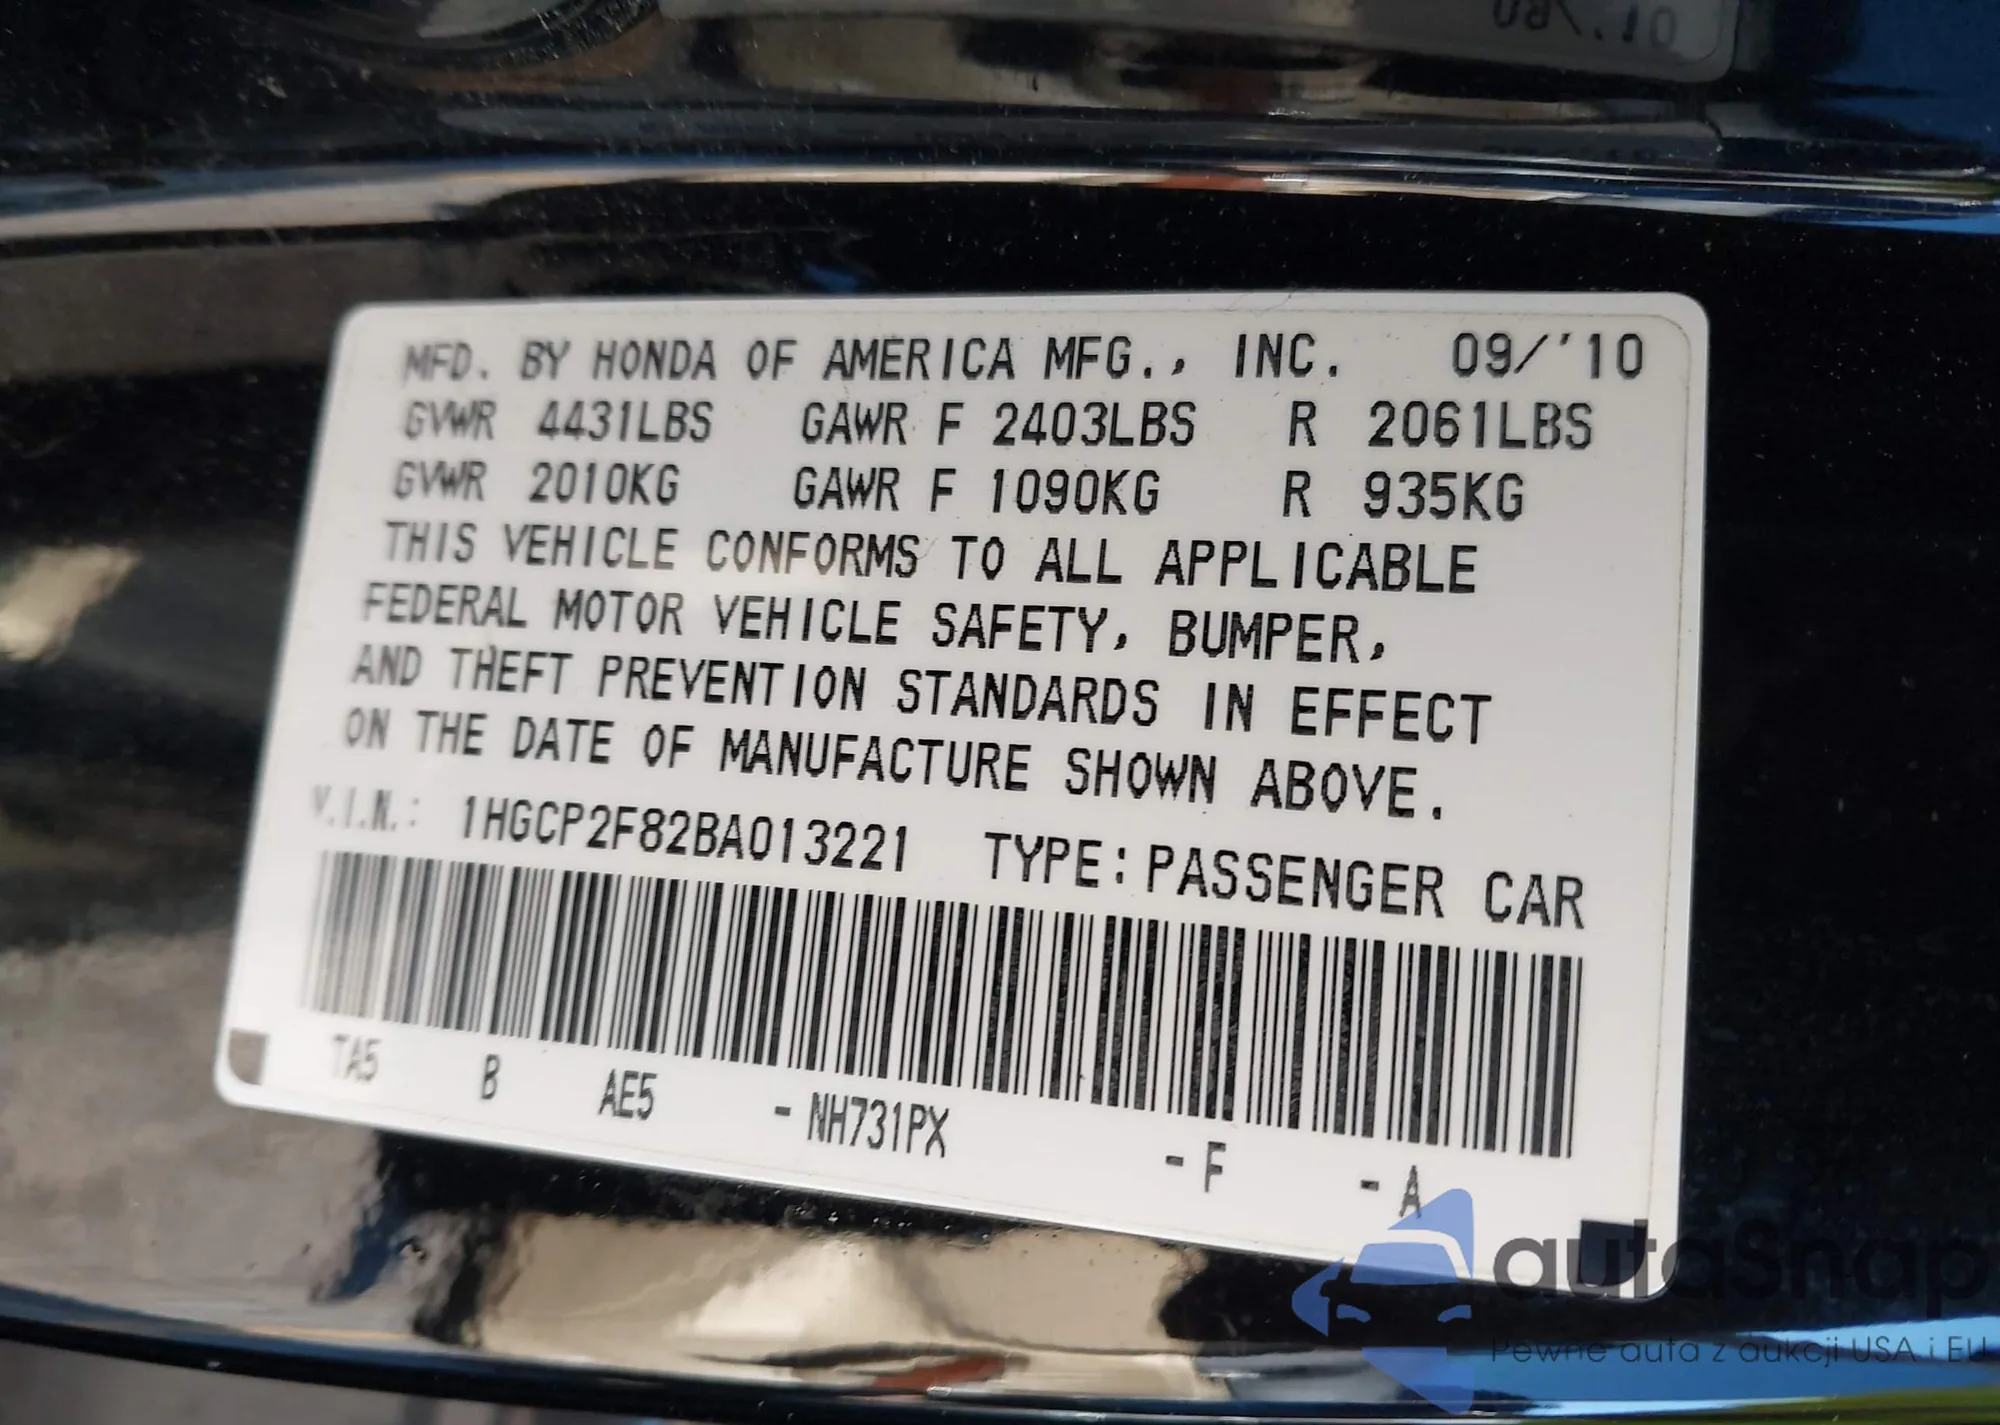 MFD. BY HONDA OF AMERICA MFG., INC. 09/'10
GVWR 4431LBS GAWR F 2403LBS R 2061LBS
GVWR 2010KG GAWR F 1090KG R 935KG
THIS VEHICLE CONFORMS TO ALL APPLICABLE
FEDERAL MOTOR VEHICLE SAFETY, BUMPER,
AND THEFT PREVENTION STANDARDS IN EFFECT
ON THE DATE OF MANUFACTURE SHOWN ABOVE.
V.I.N.: 1HGCP2F82BA013221 TYPE: PASSENGER CAR
TA5 B AE5 - NH731PX - F - A
autaSnap
Pewne auta z aukcji USA i EU